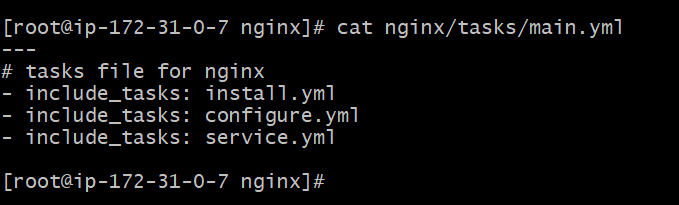 [root@ip-172-31-0-7 nginx]# cat nginx/tasks/main.yml
---
# tasks file for nginx
- include_tasks: install.yml
- include_tasks: configure.yml
- include_tasks: service.yml
[root@ip-172-31-0-7 nginx]#